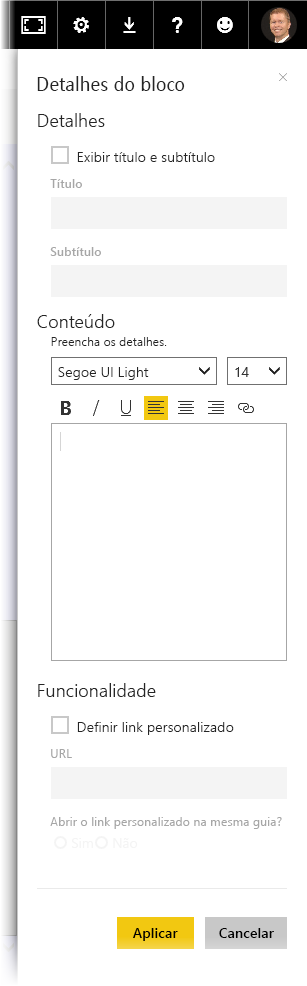 Detalhes do bloco
Detalhes
Exibir título e subtítulo
Título
Subtítulo
Conteúdo
Preencha os detalhes.
Segoe UI Light 14
B / U
Funcionalidade
Definir link personalizado
URL
Abrir o link personalizado na mesma guia?
Sim Não
Aplicar Cancelar